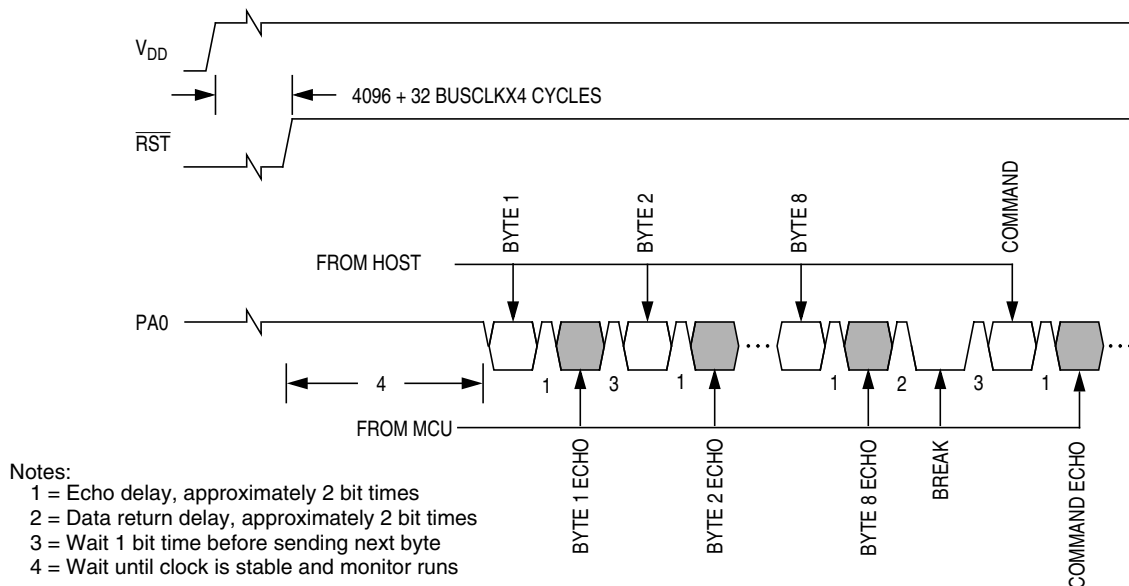 VDD
4096 + 32 BUSCLKX4 CYCLES
RST
BYTE 1
BYTE 2
BYTE 8
COMMAND
FROM HOST
PA0
1
3
1
...
1
2
3
1
...
4
FROM MCU
BYTE 1 ECHO
BYTE 2 ECHO
BYTE 8 ECHO
BREAK
COMMAND ECHO
Notes:
1 = Echo delay, approximately 2 bit times
2 = Data return delay, approximately 2 bit times
3 = Wait 1 bit time before sending next byte
4 = Wait until clock is stable and monitor runs